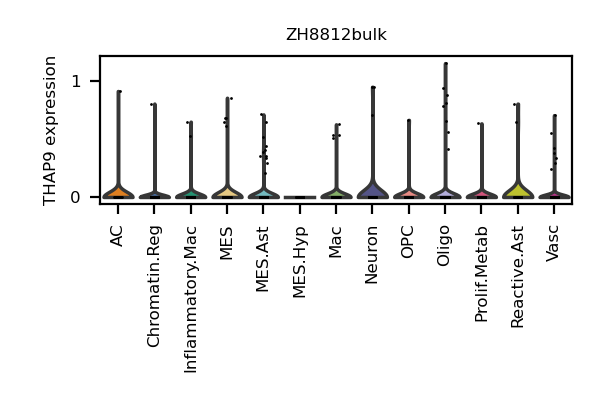 ZH8812bulk
THAP9 expression
1
0
AC
Chromatin.Reg
Inflammatory.Mac
MES
MES.Ast
MES.Hyp
Mac
Neuron
OPC
Oligo
Prolif.Metab
Reactive.Ast
Vasc